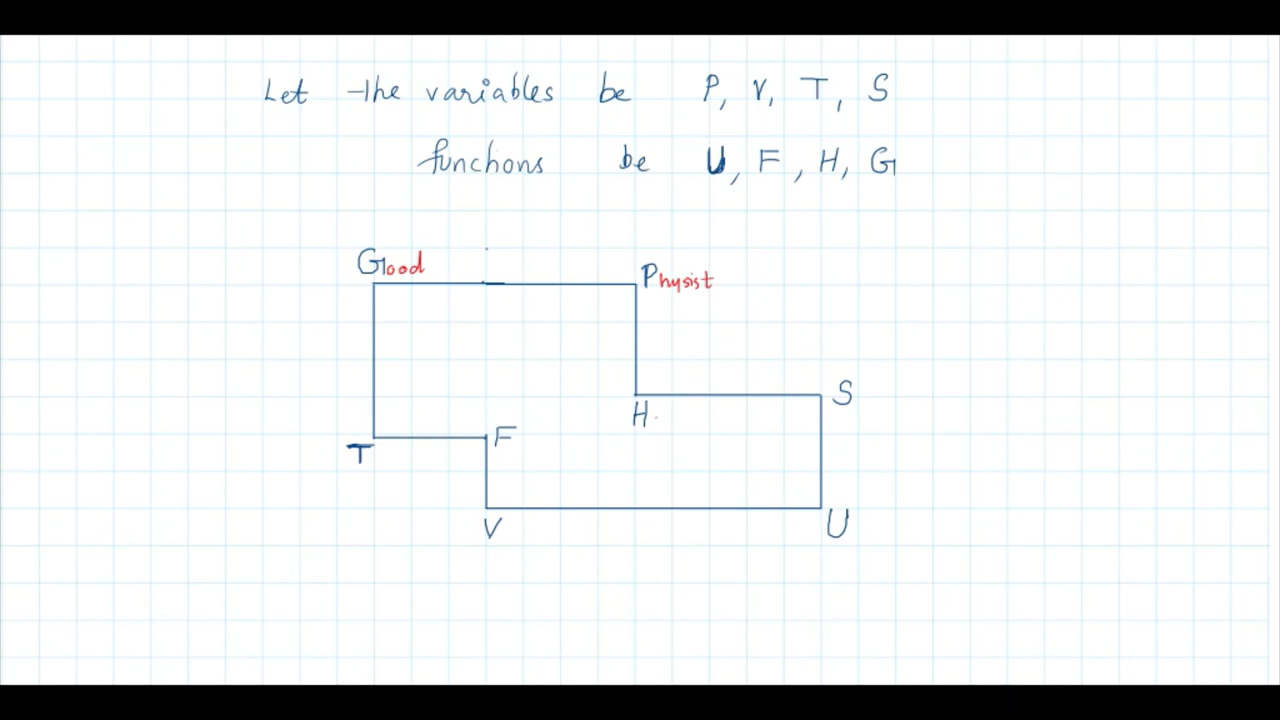 Let the variables be P, V, T, S
functions be U, F, H, G
Good
Physist
S
H
F
T
V
U